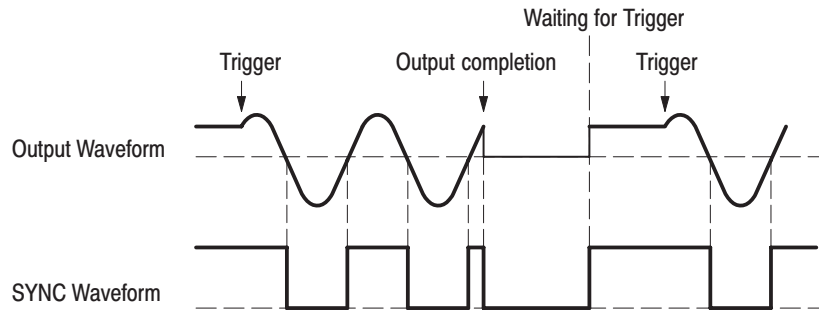 Waiting for Trigger
Trigger
Output completion
Trigger
Output Waveform
SYNC Waveform